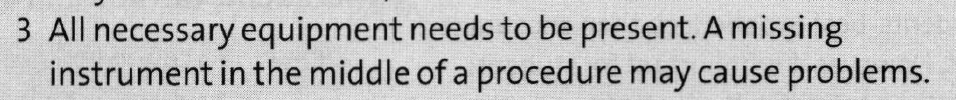 3 All necessary equipment needs to be present. A missing
instrument in the middle of a procedure may cause problems.